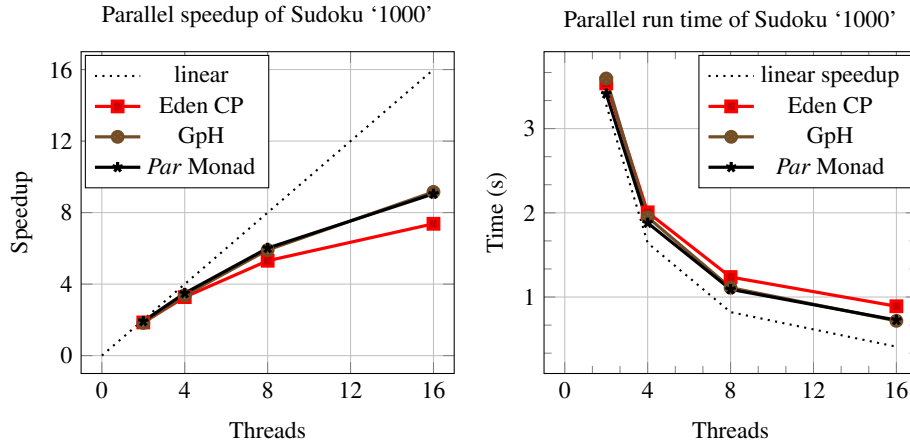 Parallel speedup of Sudoku ‘1000’
16
12
8
4
0
Speedup
linear
Eden CP
GpH
Par Monad
0 4 8 12 16
Threads
Parallel run time of Sudoku ‘1000’
3
2
1
Time (s)
linear speedup
Eden CP
GpH
Par Monad
0 4 8 12 16
Threads